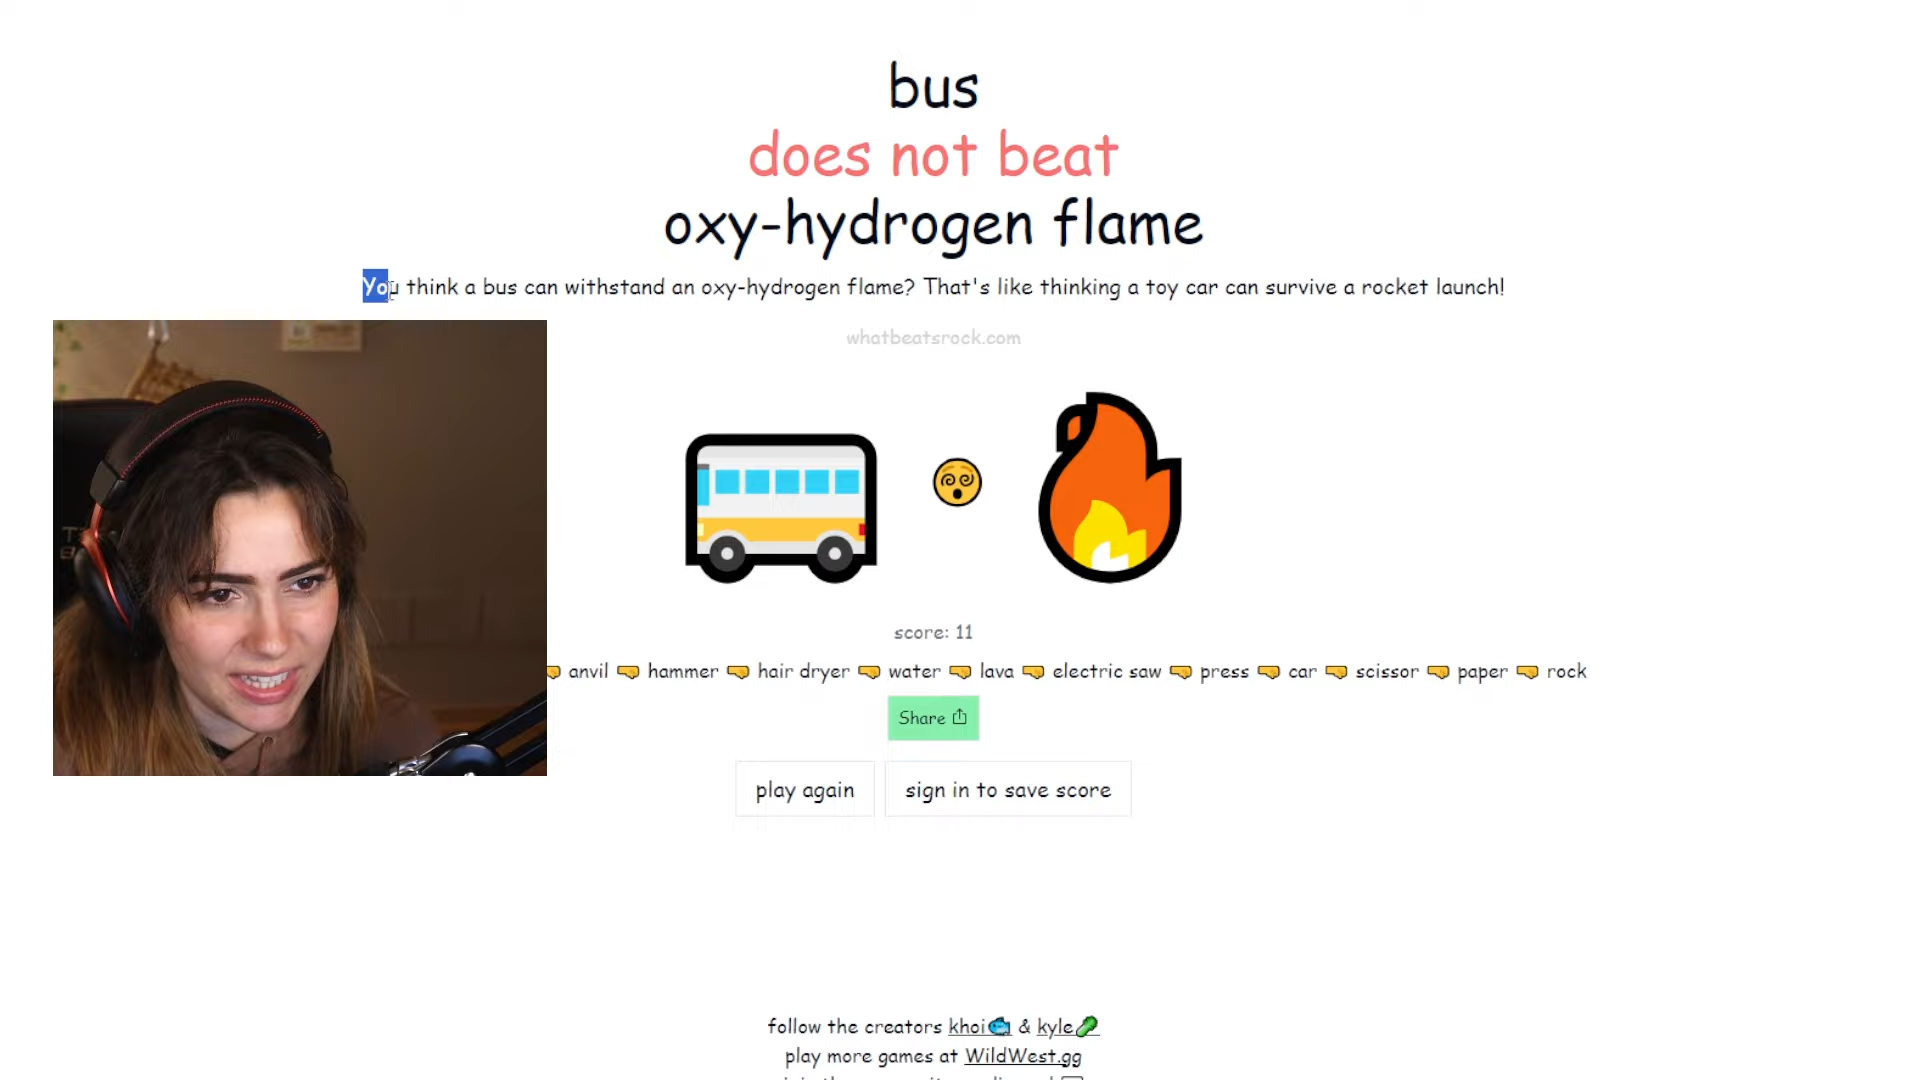 bus
does not beat
oxy-hydrogen flame
You think a bus can withstand an oxy-hydrogen flame? That's like thinking a toy car can survive a rocket launch!
whatbeatsrock.com
score: 11
anvil 🤜 hammer 🤜 hair dryer 🤜 water 🤜 lava 🤜 electric saw 🤜 press 🤜 car 🤜 scissor 🤜 paper 🤜 rock
Share
play again
sign in to save score
follow the creators khoi🐟 & kyle🥒
play more games at WildWest.gg